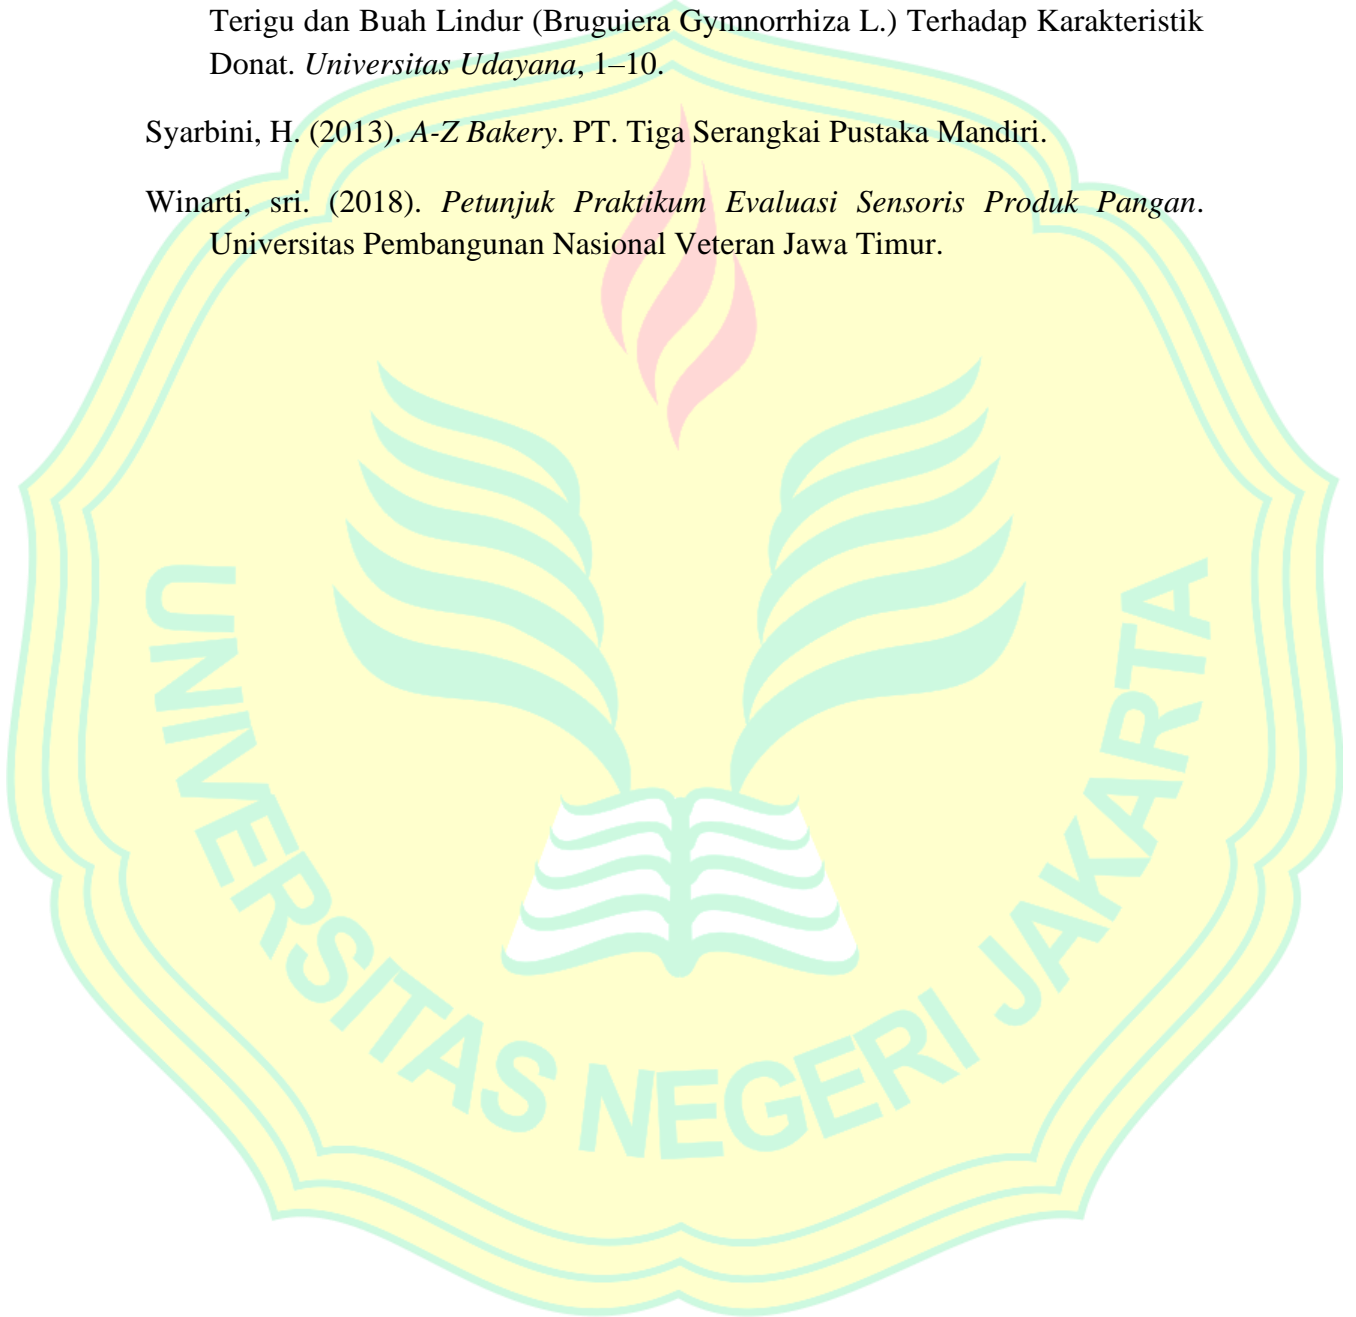 Terigu dan Buah Lindur (Bruguiera Gymnorrhiza L.) Terhadap Karakteristik
Donat. Universitas Udayana, 1–10.
Syarbini, H. (2013). A-Z Bakery. PT. Tiga Serangkai Pustaka Mandiri.
Winarti, sri. (2018). Petunjuk Praktikum Evaluasi Sensoris Produk Pangan.
Universitas Pembangunan Nasional Veteran Jawa Timur.
UNIVERSITAS NEGERI JAKARTA